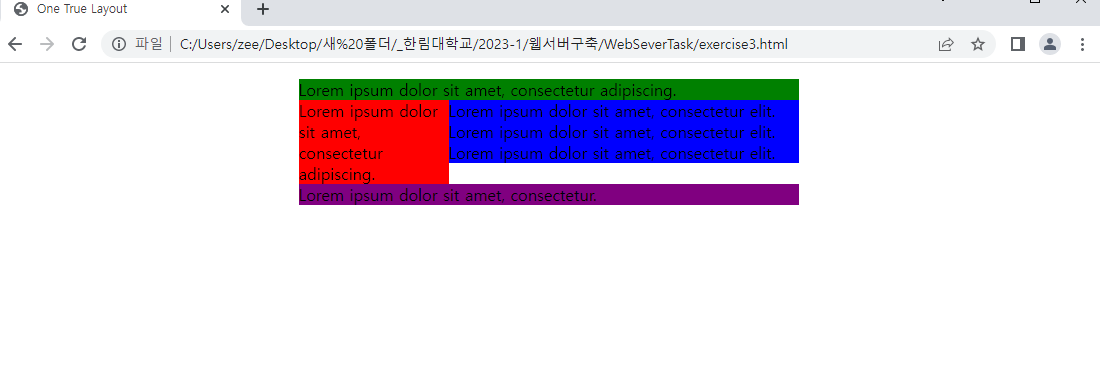 One True Layout
파일 C:/Users/zee/Desktop/새%20폴더/_한림대학교/2023-1/웹서버구축/WebSeverTask/exercise3.html
Lorem ipsum dolor sit amet, consectetur adipiscing.
Lorem ipsum dolor
sit amet,
consectetur
adipiscing.
Lorem ipsum dolor sit amet, consectetur elit.
Lorem ipsum dolor sit amet, consectetur elit.
Lorem ipsum dolor sit amet, consectetur elit.
Lorem ipsum dolor sit amet, consectetur.